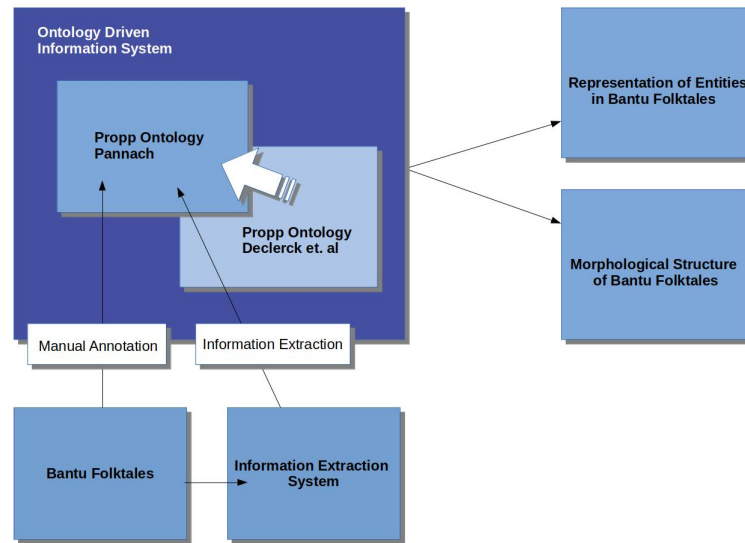 Ontology Driven
Information System
Propp Ontology
Pannach
Propp Ontology
Declerck et. al
Manual Annotation
Information Extraction
Bantu Folktales
Information Extraction
System
Representation of Entities
in Bantu Folktales
Morphological Structure
of Bantu Folktales